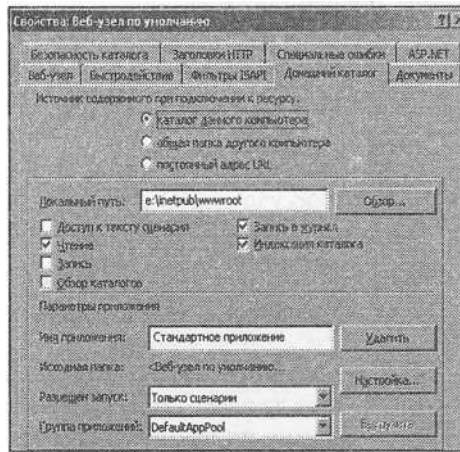 Свойства: Веб-узел по умолчанию
Безопасность каталога Заголовки HTTP Специальные ошибки ASP.NET
Веб-узел Быстродействие Фильтры ISAPI Домашний каталог Документы
Источник содержимого при подключении к ресурсу:
каталог данного компьютера
общая папка другого компьютера
постоянный адрес URL
Локальный путь: e:\inetpub\wwwroot Обзор...
Доступ к тексту сценария Запись в журнал
Чтение Индексация каталога
Запись
Обзор каталогов
Параметры приложения
Имя приложения: Стандартное приложение Удалить
Исходная папка: <Веб-узел по умолчанию... Настройка...
Разрешен запуск: Только сценарии
Группа приложений: DefaultAppPool Выгрузить